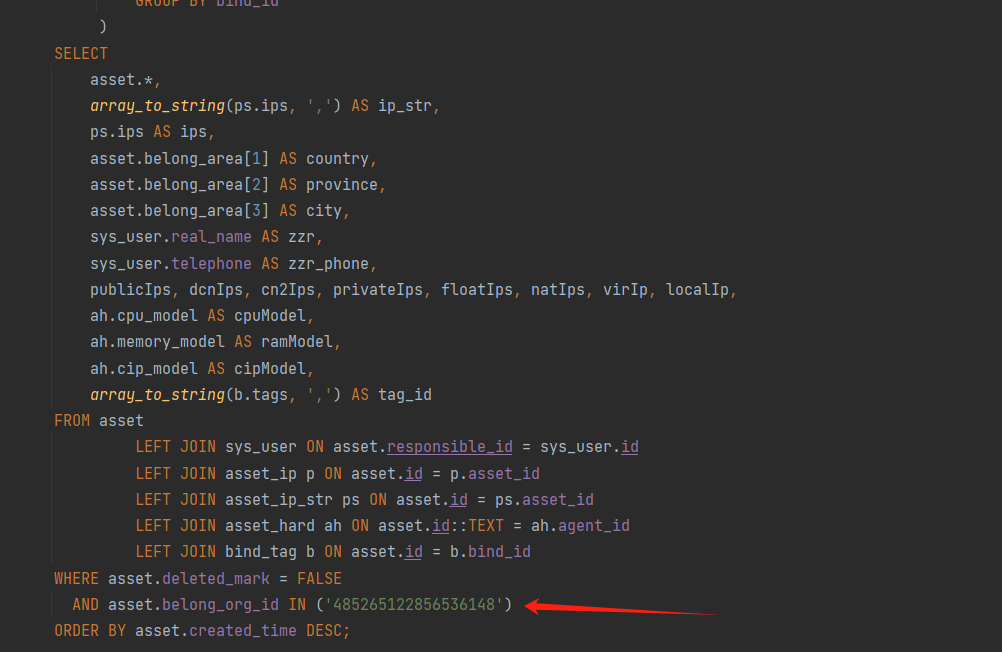 GROUP BY bind_id
)
SELECT
asset.*,
array_to_string(ps.ips, ',') AS ip_str,
ps.ips AS ips,
asset.belong_area[1] AS country,
asset.belong_area[2] AS province,
asset.belong_area[3] AS city,
sys_user.real_name AS zzr,
sys_user.telephone AS zzr_phone,
publicIps, dcnIps, cn2Ips, privateIps, floatIps, natIps, virIp, localIp,
ah.cpu_model AS cpuModel,
ah.memory_model AS ramModel,
ah.cip_model AS cipModel,
array_to_string(b.tags, ',') AS tag_id
FROM asset
LEFT JOIN sys_user ON asset.responsible_id = sys_user.id
LEFT JOIN asset_ip p ON asset.id = p.asset_id
LEFT JOIN asset_ip_str ps ON asset.id = ps.asset_id
LEFT JOIN asset_hard ah ON asset.id::TEXT = ah.agent_id
LEFT JOIN bind_tag b ON asset.id = b.bind_id
WHERE asset.deleted_mark = FALSE
AND asset.belong_org_id IN ('485265122856536148')
ORDER BY asset.created_time DESC;